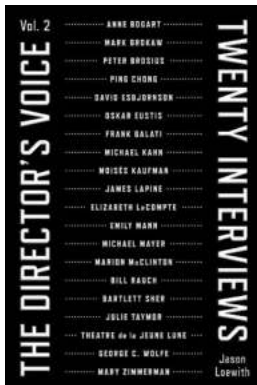 Vol. 2
THE DIRECTOR'S VOICE
ANNE BOGART
MARK BROKAW
PETER BROSIUS
PING CHONG
DAVID ESBJORNSON
OSKAR EUSTIS
FRANK GALATI
MICHAEL KAHN
MOISÉS KAUFMAN
JAMES LAPINE
ELIZABETH LeCOMPTE
EMILY MANN
MICHAEL MAYER
MARION McCLINTON
BILL RAUCH
BARTLETT SHER
JULIE TAYMOR
THEATRE de la JEUNE LUNE
GEORGE C. WOLFE
MARY ZIMMERMAN
TWENTY INTERVIEWS
Jason
Loewith